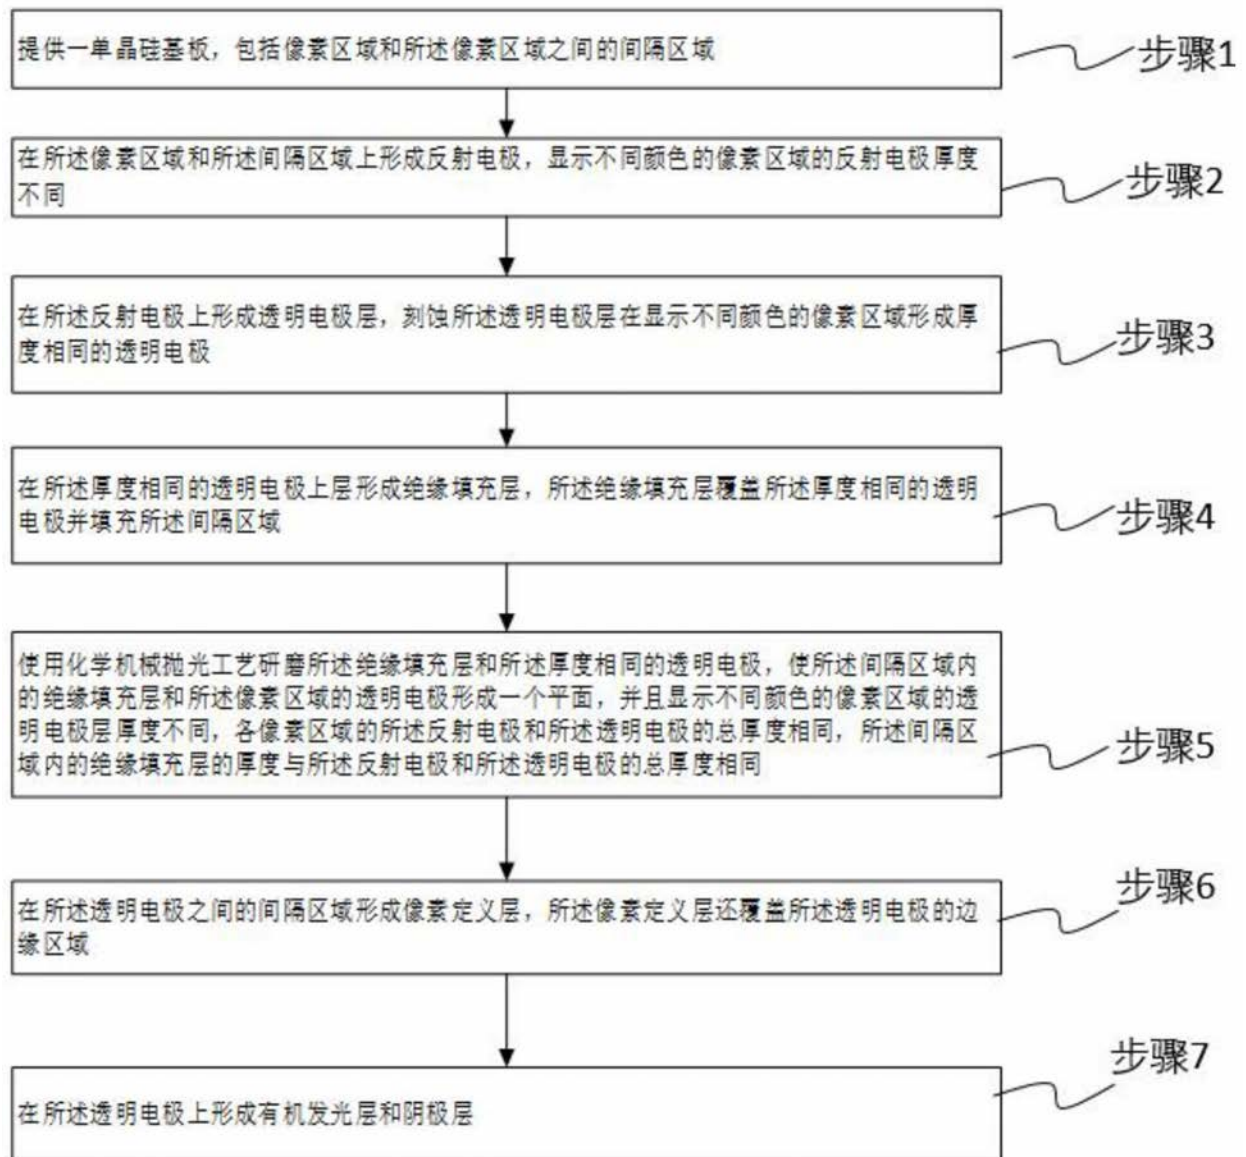 提供一单晶硅基板，包括像素区域和所述像素区域之间的间隔区域
步骤1
在所述像素区域和所述间隔区域上形成反射电极，显示不同颜色的像素区域的反射电极厚度
不同
步骤2
在所述反射电极上形成透明电极层，刻蚀所述透明电极层在显示不同颜色的像素区域形成厚
度相同的透明电极
步骤3
在所述厚度相同的透明电极上层形成绝缘填充层，所述绝缘填充层覆盖所述厚度相同的透明
电极并填充所述间隔区域
步骤4
使用化学机械抛光工艺研磨所述绝缘填充层和所述厚度相同的透明电极，使所述间隔区域内
的绝缘填充层和所述像素区域的透明电极形成一个平面，并且显示不同颜色的像素区域的透
明电极层厚度不同，各像素区域的所述反射电极和所述透明电极的总厚度相同，所述间隔区
域内的绝缘填充层的厚度与所述反射电极和所述透明电极的总厚度相同
步骤5
在所述透明电极之间的间隔区域形成像素定义层，所述像素定义层还覆盖所述透明电极的边
缘区域
步骤6
在所述透明电极上形成有机发光层和阴极层
步骤7